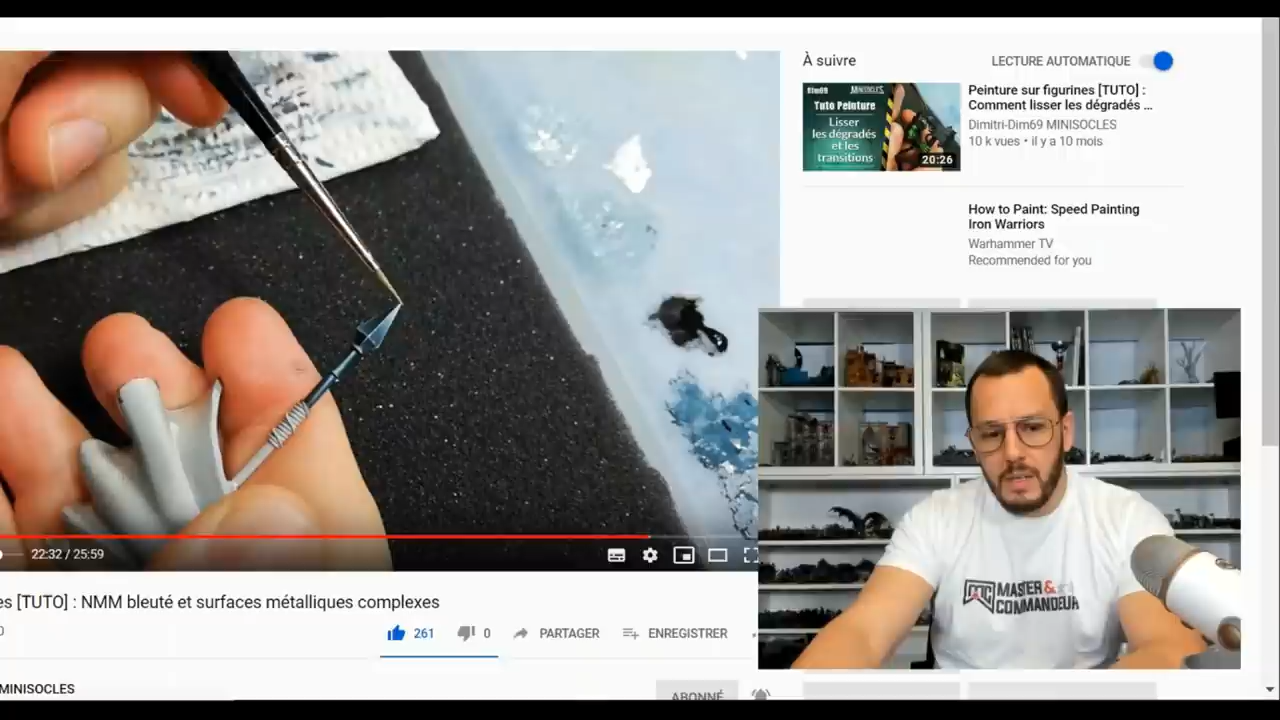 À suivre
LECTURE AUTOMATIQUE
Tuto Peinture
Lisser
les dégradés
et les
transitions
20:26
Peinture sur figurines [TUTO] :
Comment lisser les dégradés ...
Dimitri-Dim69 MINISOCLES
10 k vues • il y a 10 mois
How to Paint: Speed Painting
Iron Warriors
Warhammer TV
Recommended for you
22:32 / 25:59
es [TUTO] : NMM bleuté et surfaces métalliques complexes
0
261
0
PARTAGER
ENREGISTRER
MINISOCLES
ABONNÉ
MASTER &
COMMANDEUR